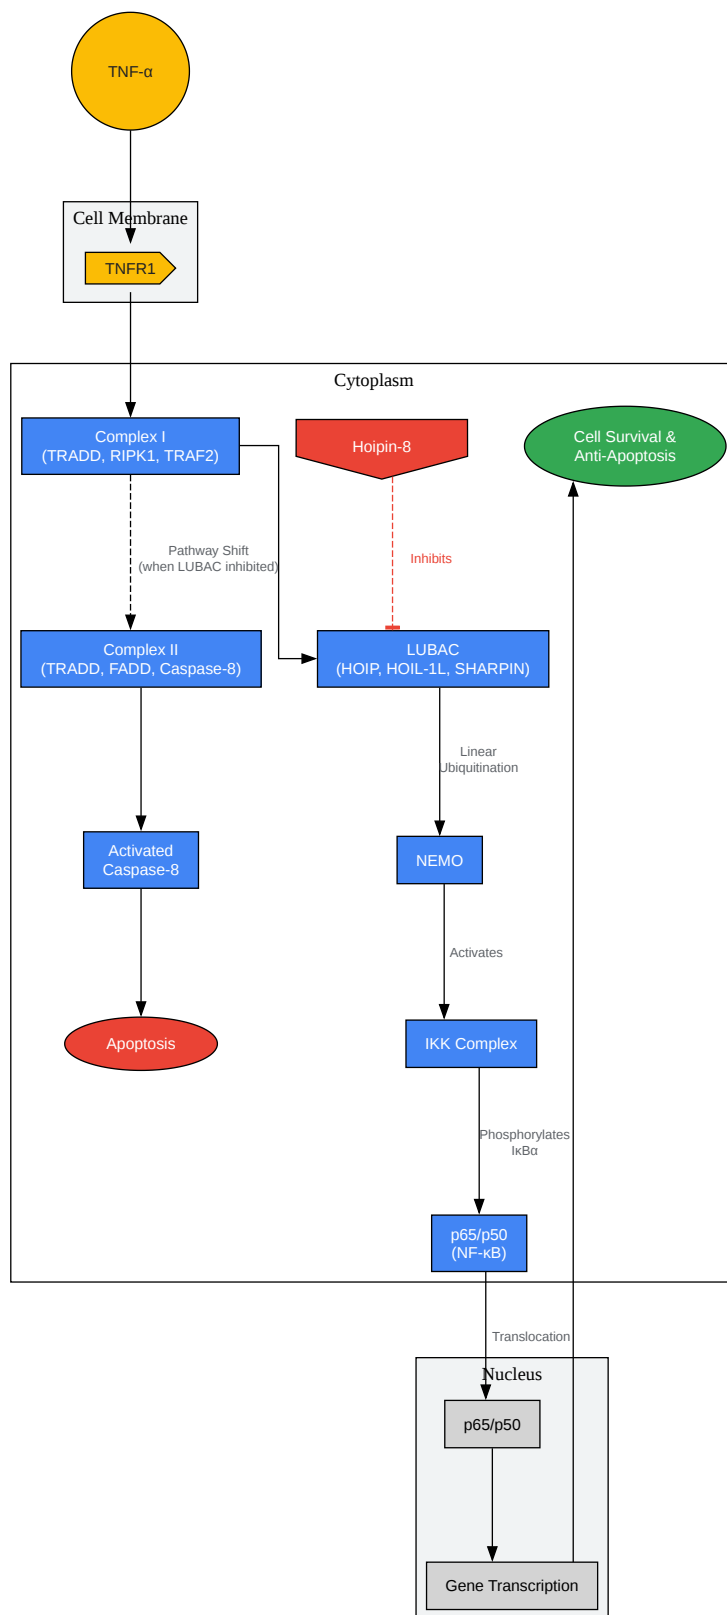 TNF-α
Cell Membrane
TNFR1
Cytoplasm
Complex I
(TRADD, RIPK1, TRAF2)
Hoipin-8
Cell Survival &
Anti-Apoptosis
Pathway Shift
(when LUBAC inhibited)
Inhibits
Complex II
(TRADD, FADD, Caspase-8)
LUBAC
(HOIP, HOIL-1L, SHARPIN)
Linear
Ubiquitination
Activated
Caspase-8
NEMO
Activates
Apoptosis
IKK Complex
Phosphorylates
IκBα
p65/p50
(NF-κB)
Translocation
Nucleus
p65/p50
Gene Transcription